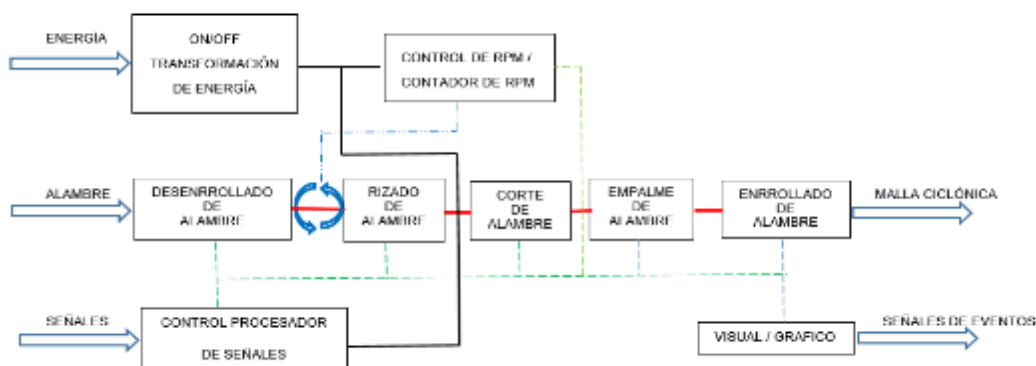 ENERGÍA
ON/OFF
TRANSFORMACIÓN
DE ENERGÍA
CONTROL DE RPM /
CONTADOR DE RPM
ALAMBRE
DESENRROLLADO
DE
ALAMBRE
RIZADO
DE
ALAMBRE
CORTE
DE
ALAMBRE
EMPALME
DE
ALAMBRE
ENRROLLADO
DE
ALAMBRE
MALLA CICLÓNICA
SEÑALES
CONTROL PROCESADOR
DE SEÑALES
VISUAL / GRAFICO
SEÑALES DE EVENTOS